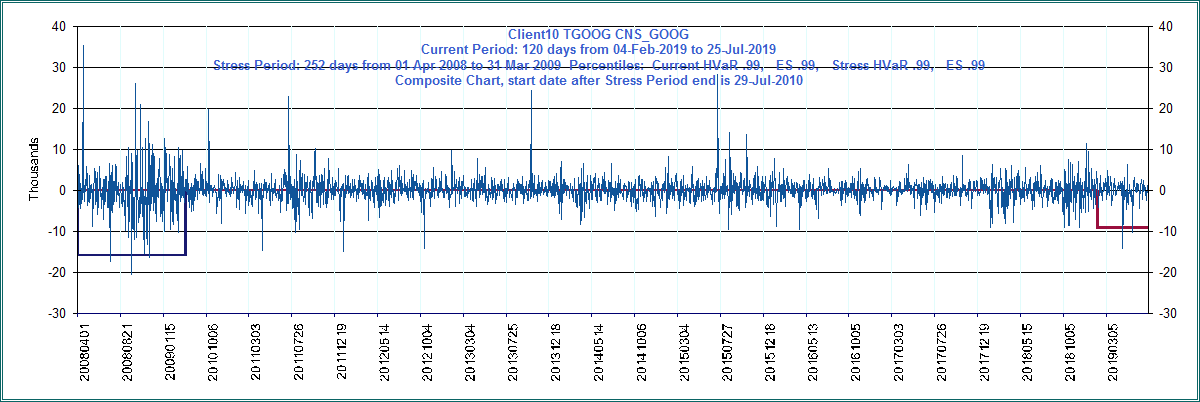 Client10 TGOOG CNS_GOOG
Current Period: 120 days from 04-Feb-2019 to 25-Jul-2019
Stress Period: 252 days from 01 Apr 2008 to 31 Mar 2009 Percentiles: Current HVaR .99, ES .99, Stress HVaR .99, ES .99
Composite Chart, start date after Stress Period end is 29-Jul-2010
40 40
30 30
20 20
10 10
0 0
-10 -10
-20 -20
-30 -30
Thousands
20080401 20080821 20090115 20101006 20110303 20110726 20111219 20120514 20121004 20130304 20130725 20131218 20140514 20141006 20150304 20150727 20151218 20160513 20161005 20170303 20170726 20171219 20180515 20181005 20190305